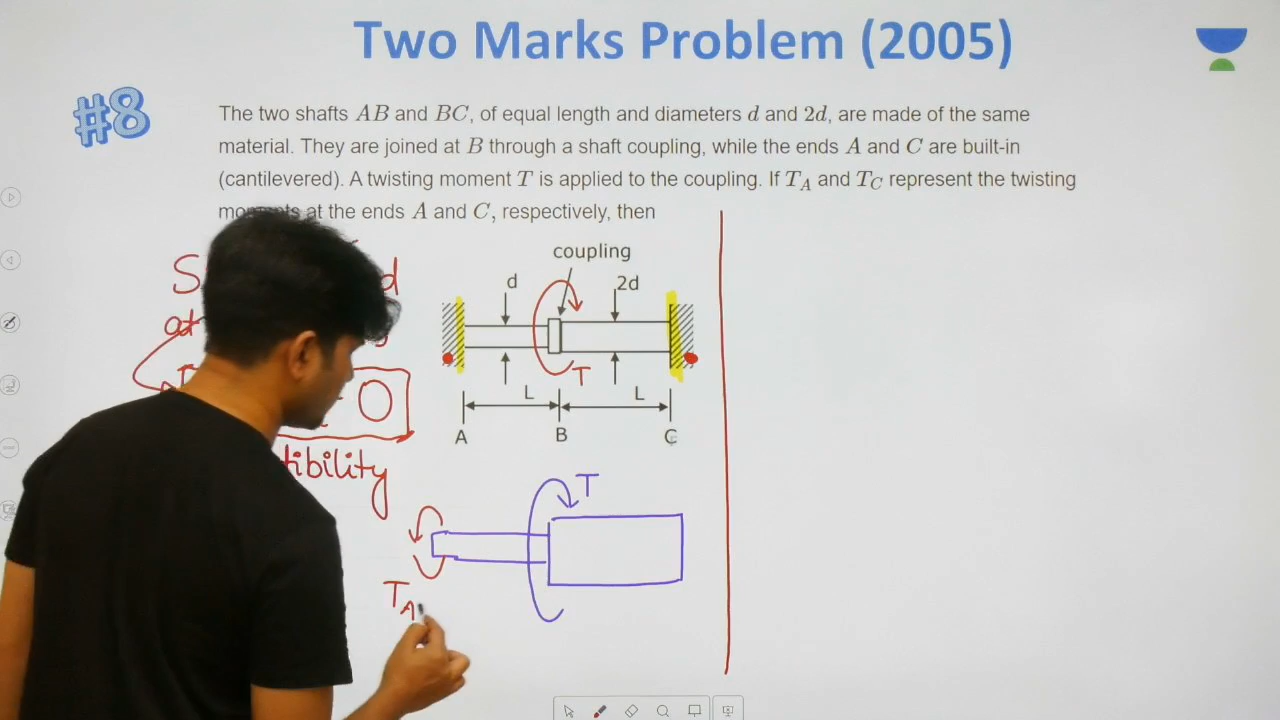 Two Marks Problem (2005)
#8
The two shafts AB and BC, of equal length and diameters d and 2d, are made of the same
material. They are joined at B through a shaft coupling, while the ends A and C are built-in
(cantilevered). A twisting moment T is applied to the coupling. If T_A and T_C represent the twisting
at the ends A and C, respectively, then
coupling
d 2d
T
L L
A B C
T
T_A